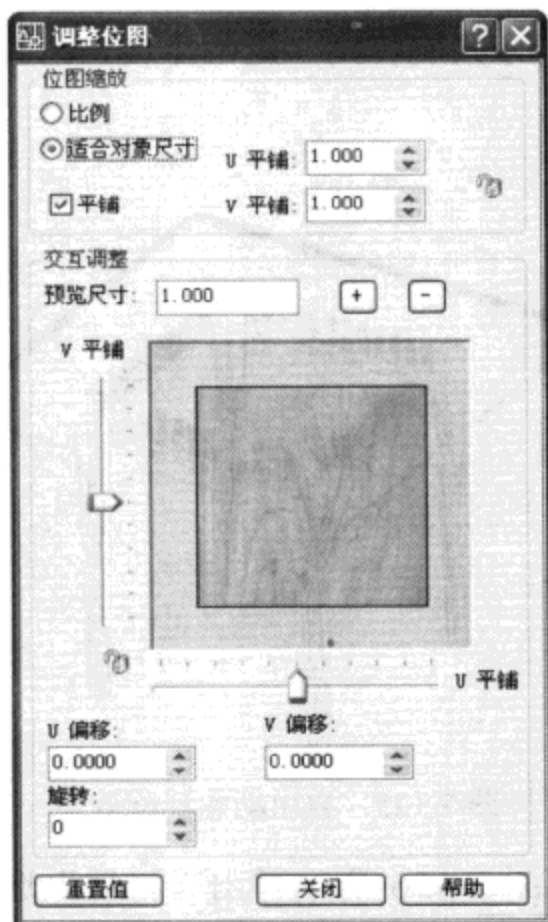 调整位图
位图缩放
比例
适合对象尺寸
U 平铺: 1.000
平铺
V 平铺: 1.000
交互调整
预览尺寸: 1.000
+
-
V 平铺
U 平铺
U 偏移:
V 偏移:
0.0000
0.0000
旋转:
0
重置值
关闭
帮助